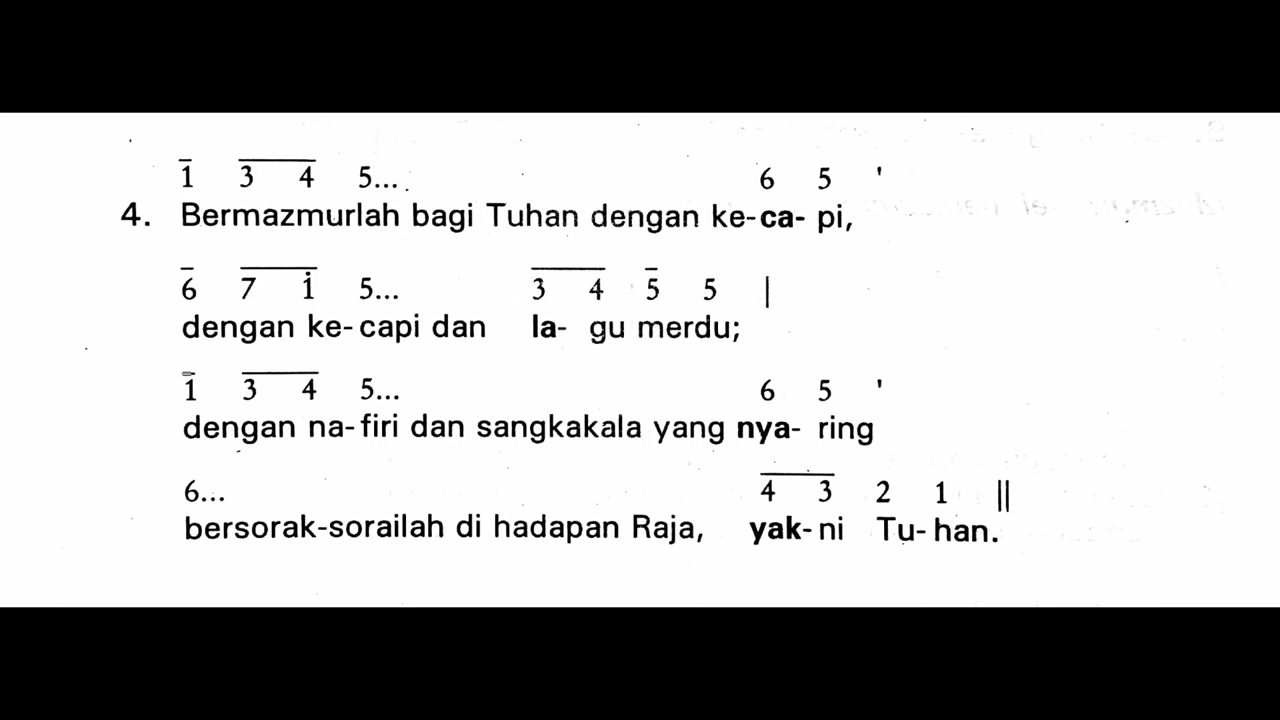 1̅ 3̅ 4̅ 5... 6 5 '
4. Bermazmurlah bagi Tuhan dengan ke-ca- pi,
6̅ 7̅ i̅ 5... 3̅ 4̅ 5̅ 5 |
dengan ke-capi dan la- gu merdu;
1̅ 3̅ 4̅ 5... 6 5 '
dengan na-firi dan sangkakala yang nya- ring
6... 4̅ 3̅ 2 1 ||
bersorak-sorailah di hadapan Raja, yak-ni Tu-han.